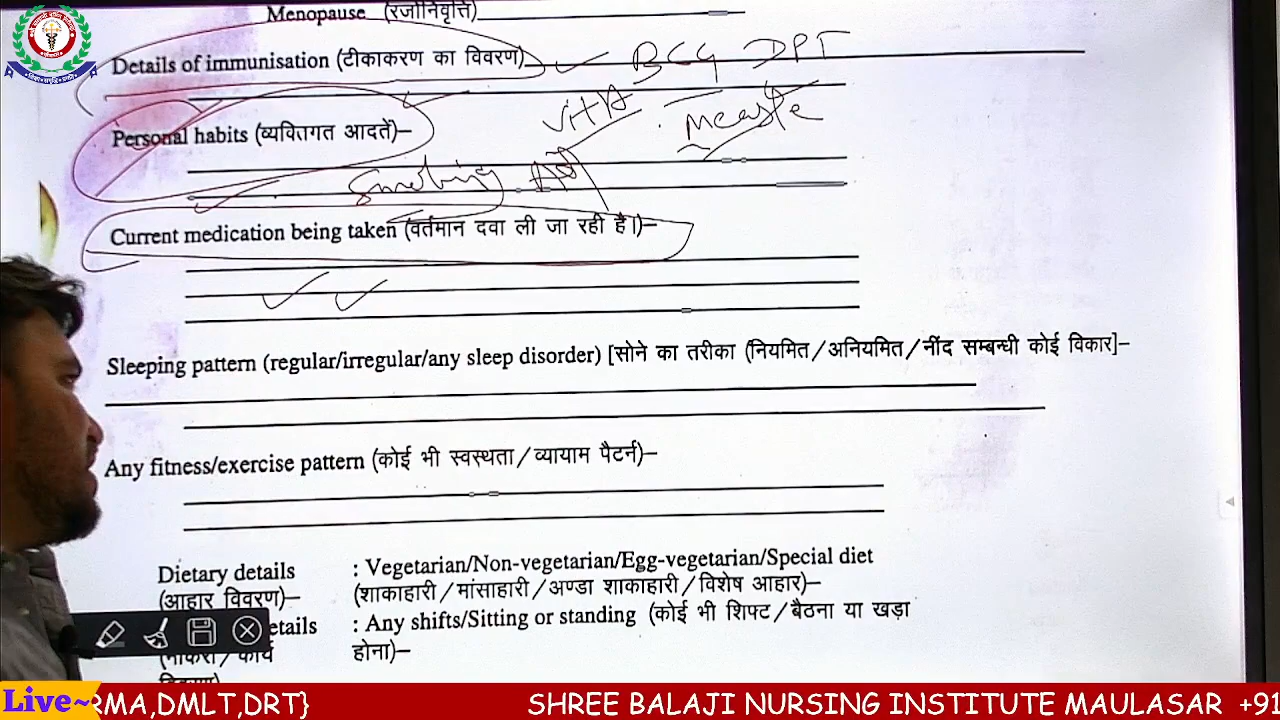 Menopause (रजोनिवृत्ति)
Details of immunisation (टीकाकरण का विवरण) BCG DPT
Measle
Personal habits (व्यक्तिगत आदतें)–
Smoking
Current medication being taken (वर्तमान दवा ली जा रही है।)–
Sleeping pattern (regular/irregular/any sleep disorder) [सोने का तरीका (नियमित/अनियमित/नींद सम्बन्धी कोई विकार]–
Any fitness/exercise pattern (कोई भी स्वस्थता/व्यायाम पैटर्न)–
Dietary details : Vegetarian/Non-vegetarian/Egg-vegetarian/Special diet
(आहार विवरण)– (शाकाहारी/मांसाहारी/अण्डा शाकाहारी/विशेष आहार)–
etails : Any shifts/Sitting or standing (कोई भी शिफ्ट/बैठना या खड़ा
होना)–
Live~ RMA,DMLT,DRT} SHREE BALAJI NURSING INSTITUTE MAULASAR +91